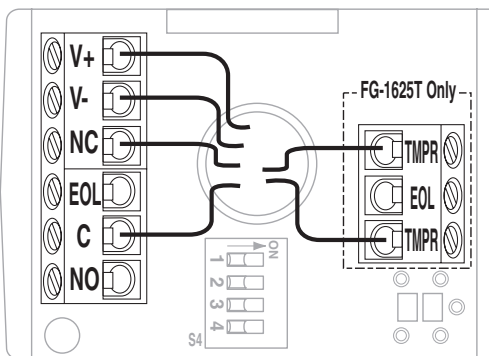 V+
V-
NC
EOL
C
NO
FG-1625T Only
TMPR
EOL
TMPR
ON
1
2
3
4
S4